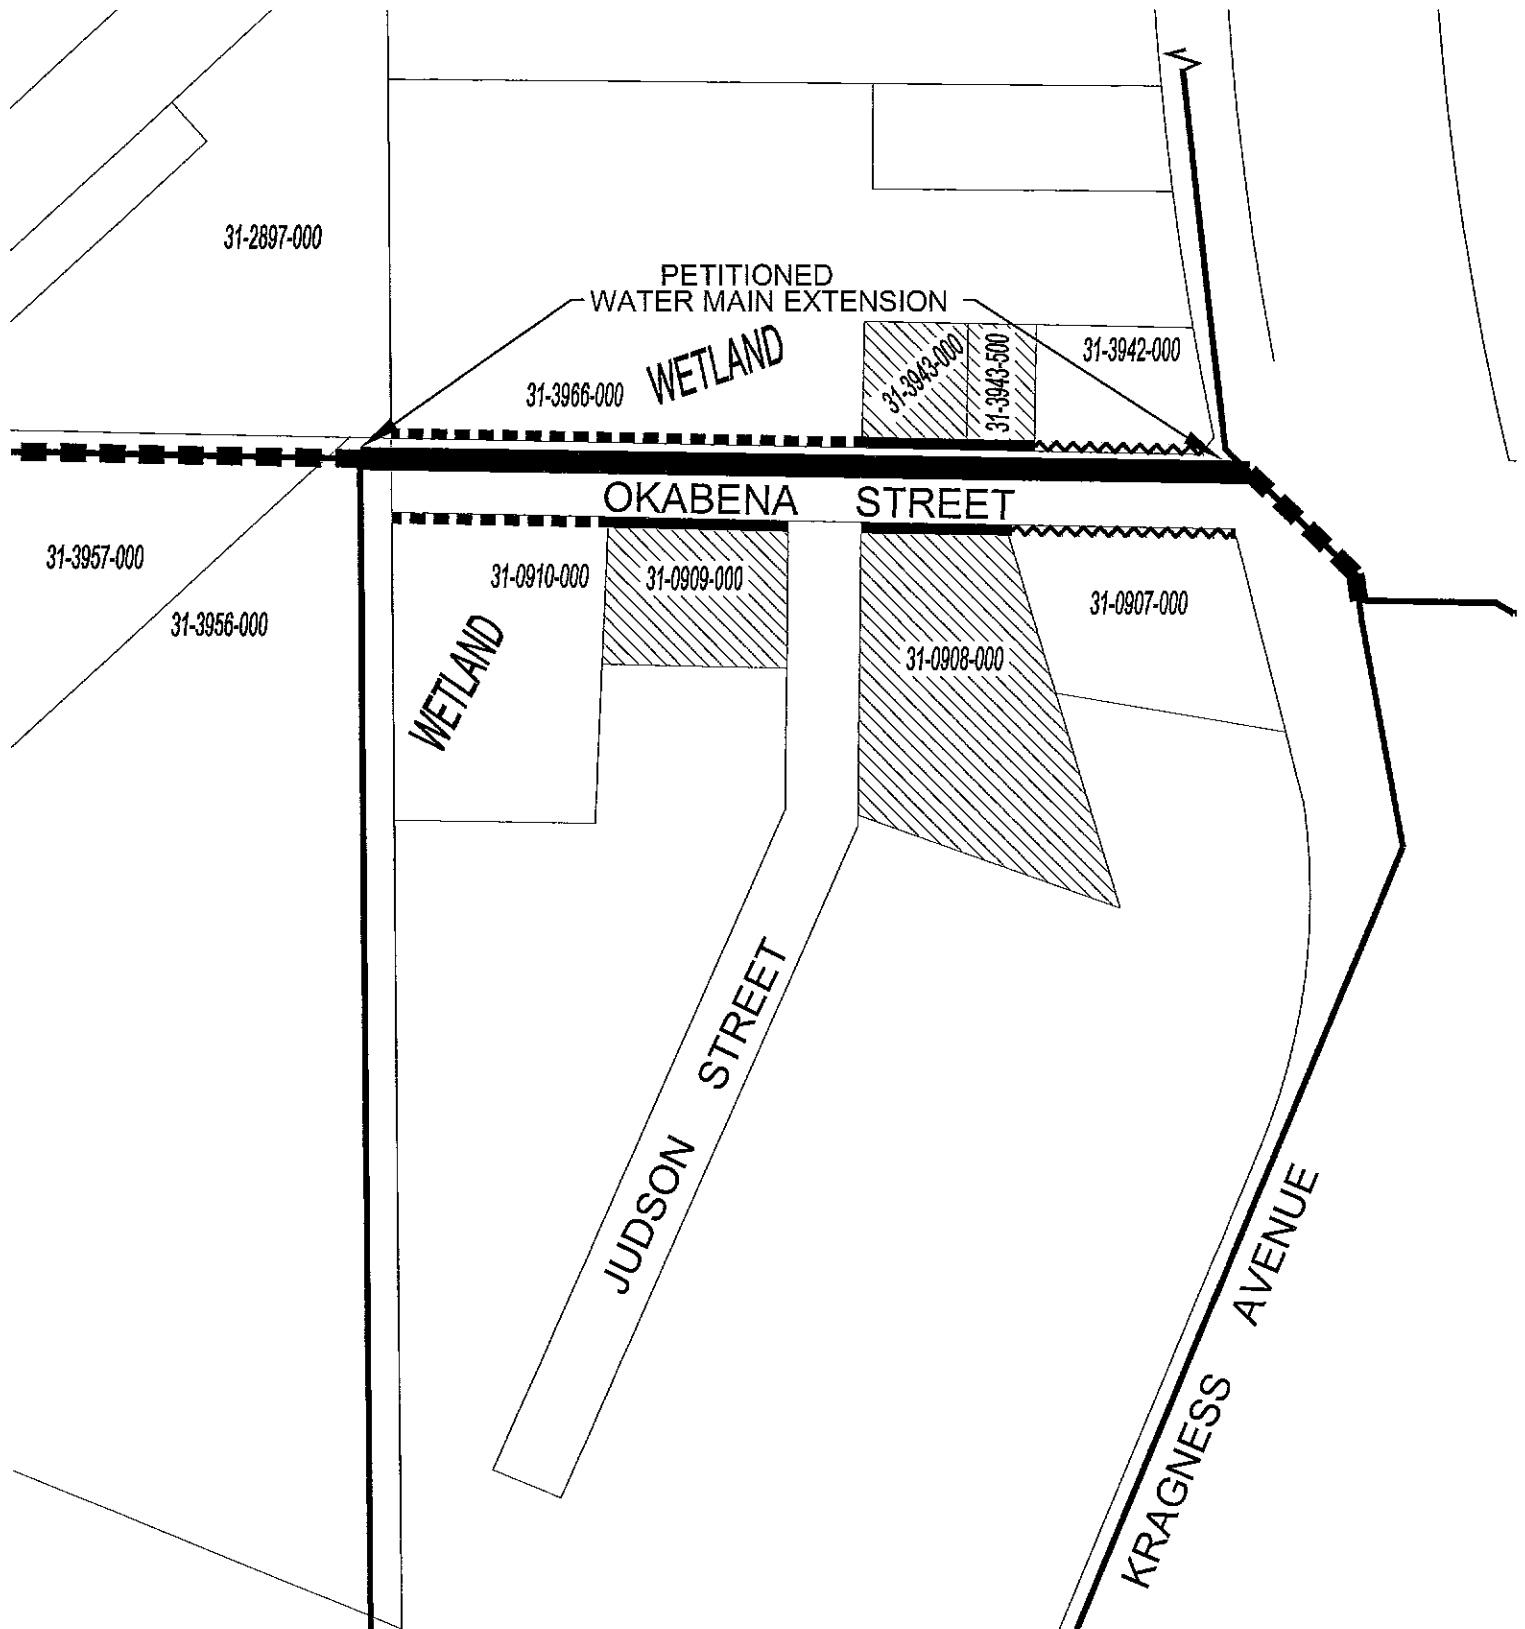 31-2897-000
PETITIONED
WATER MAIN EXTENSION
WETLAND
31-3943-000
31-3943-500
31-3942-000
31-3966-000
OKABENA STREET
31-3957-000
31-0910-000
31-0909-000
31-0907-000
31-3956-000
31-0908-000
WETLAND
JUDSON STREET
KRAGNESS AVENUE